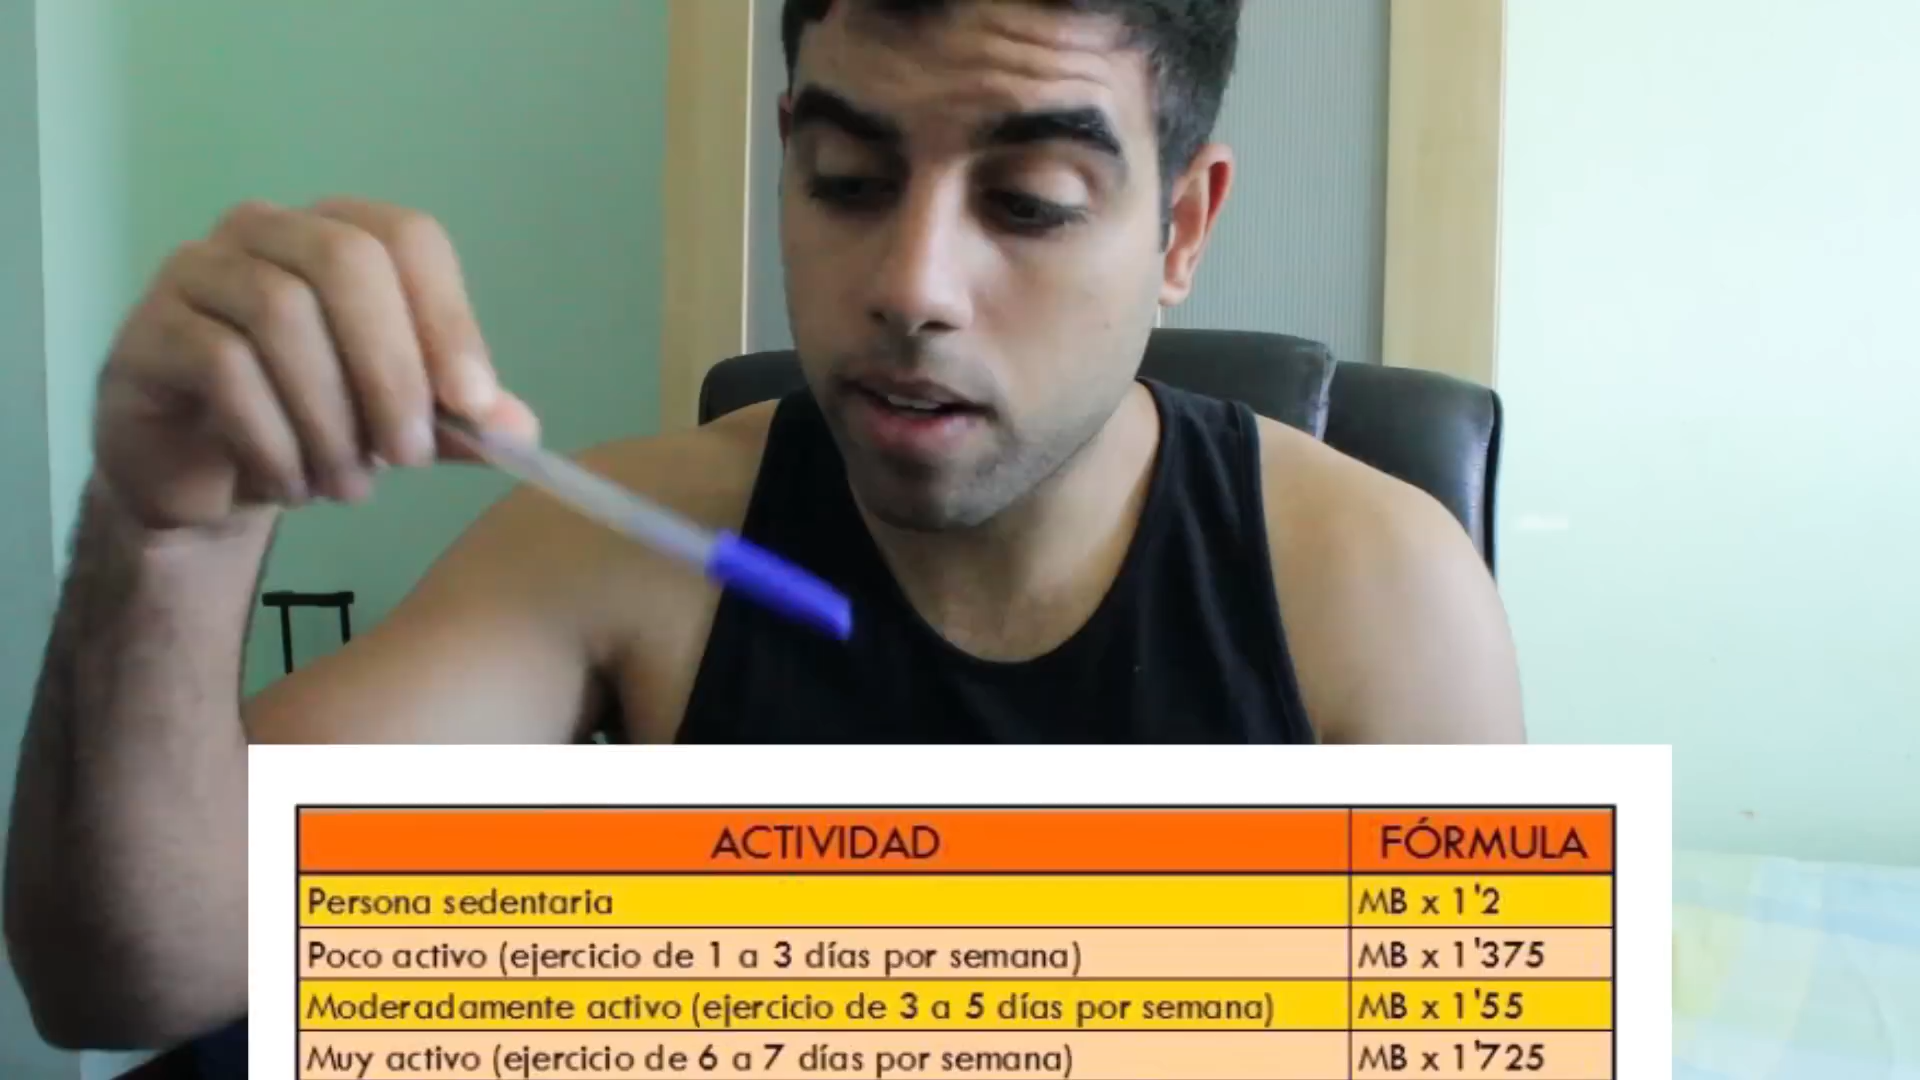 ACTIVIDAD FÓRMULA
Persona sedentaria MB x 1'2
Poco activo (ejercicio de 1 a 3 días por semana) MB x 1'375
Moderadamente activo (ejercicio de 3 a 5 días por semana) MB x 1'55
Muy activo (ejercicio de 6 a 7 días por semana) MB x 1'725